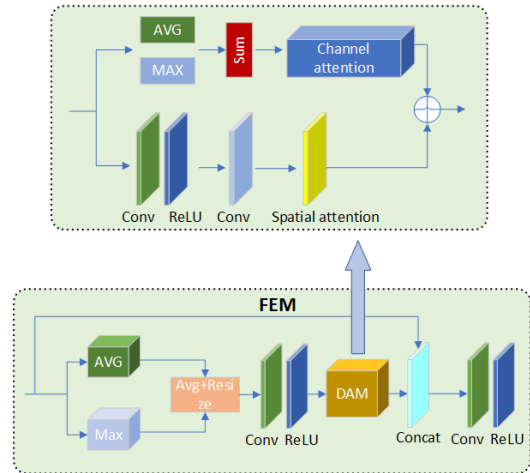 AVG
MAX
Sum
Channel
attention
Conv
ReLU
Conv
Spatial attention
FEM
AVG
Max
Avg+Resi
ze
Conv
ReLU
DAM
Concat
Conv
ReLU